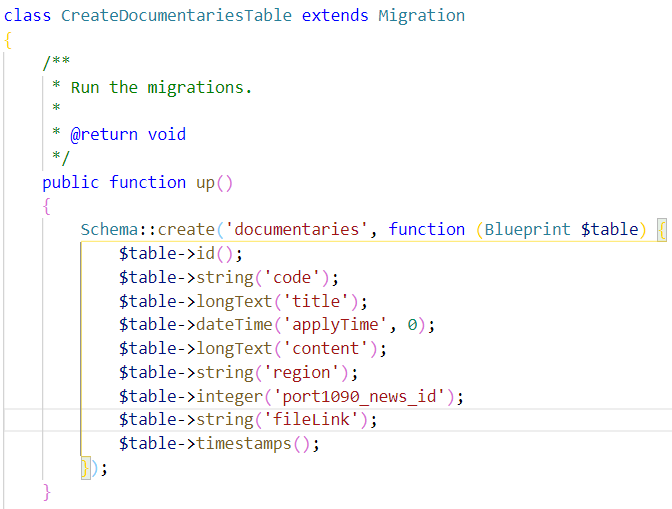 class CreateDocumentariesTable extends Migration
{
    /**
     * Run the migrations.
     *
     * @return void
     */
    public function up()
    {
        Schema::create('documentaries', function (Blueprint $table) {
            $table->id();
            $table->string('code');
            $table->longText('title');
            $table->dateTime('applyTime', 0);
            $table->longText('content');
            $table->string('region');
            $table->integer('port1090_news_id');
            $table->string('fileLink');
            $table->timestamps();
        });
    }